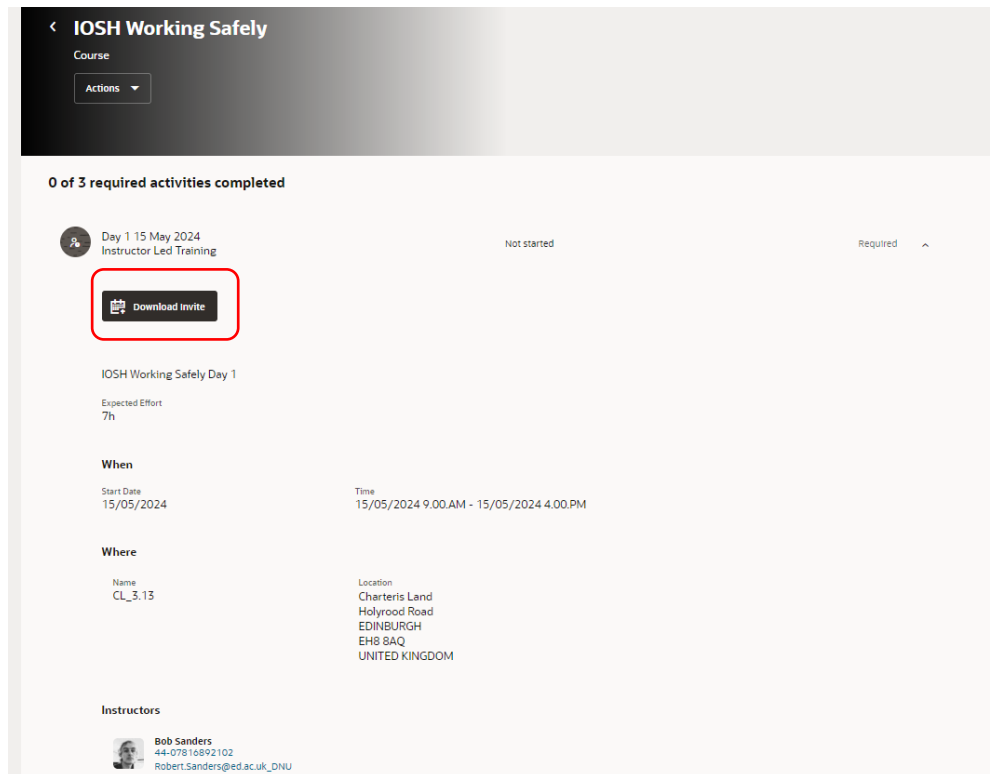 IOSH Working Safely
Course
Actions
0 of 3 required activities completed
Day 1 15 May 2024
Instructor Led Training
Not started
Required
Download Invite
IOSH Working Safely Day 1
Expected Effort
7h
When
Start Date
15/05/2024
Time
15/05/2024 9.00.AM - 15/05/2024 4.00.PM
Where
Name
CL_3.13
Location
Charteris Land
Holyrood Road
EDINBURGH
EH8 8AQ
UNITED KINGDOM
Instructors
Bob Sanders
44-07816892102
Robert.Sanders@ed.ac.uk_DNU